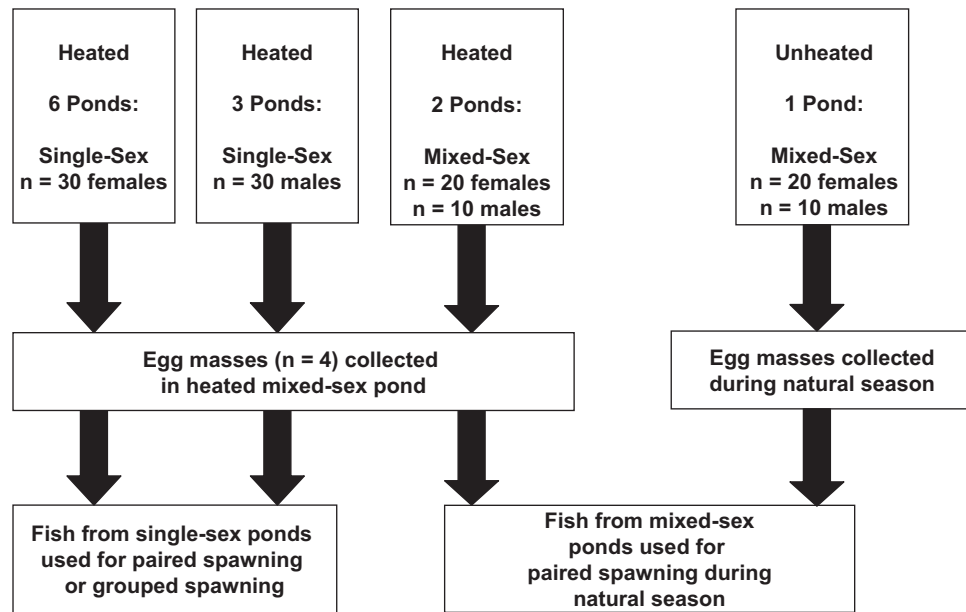 Heated
6 Ponds:
Single-Sex
n = 30 females
Heated
3 Ponds:
Single-Sex
n = 30 males
Heated
2 Ponds:
Mixed-Sex
n = 20 females
n = 10 males
Unheated
1 Pond:
Mixed-Sex
n = 20 females
n = 10 males
Egg masses (n = 4) collected
in heated mixed-sex pond
Egg masses collected
during natural season
Fish from single-sex ponds
used for paired spawning
or grouped spawning
Fish from mixed-sex
ponds used for
paired spawning during
natural season